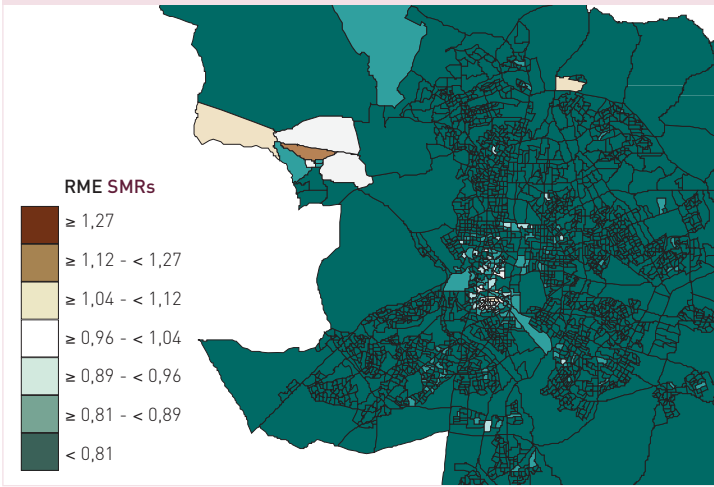 RME SMRs
≥ 1,27
≥ 1,12 - < 1,27
≥ 1,04 - < 1,12
≥ 0,96 - < 1,04
≥ 0,89 - < 0,96
≥ 0,81 - < 0,89
< 0,81